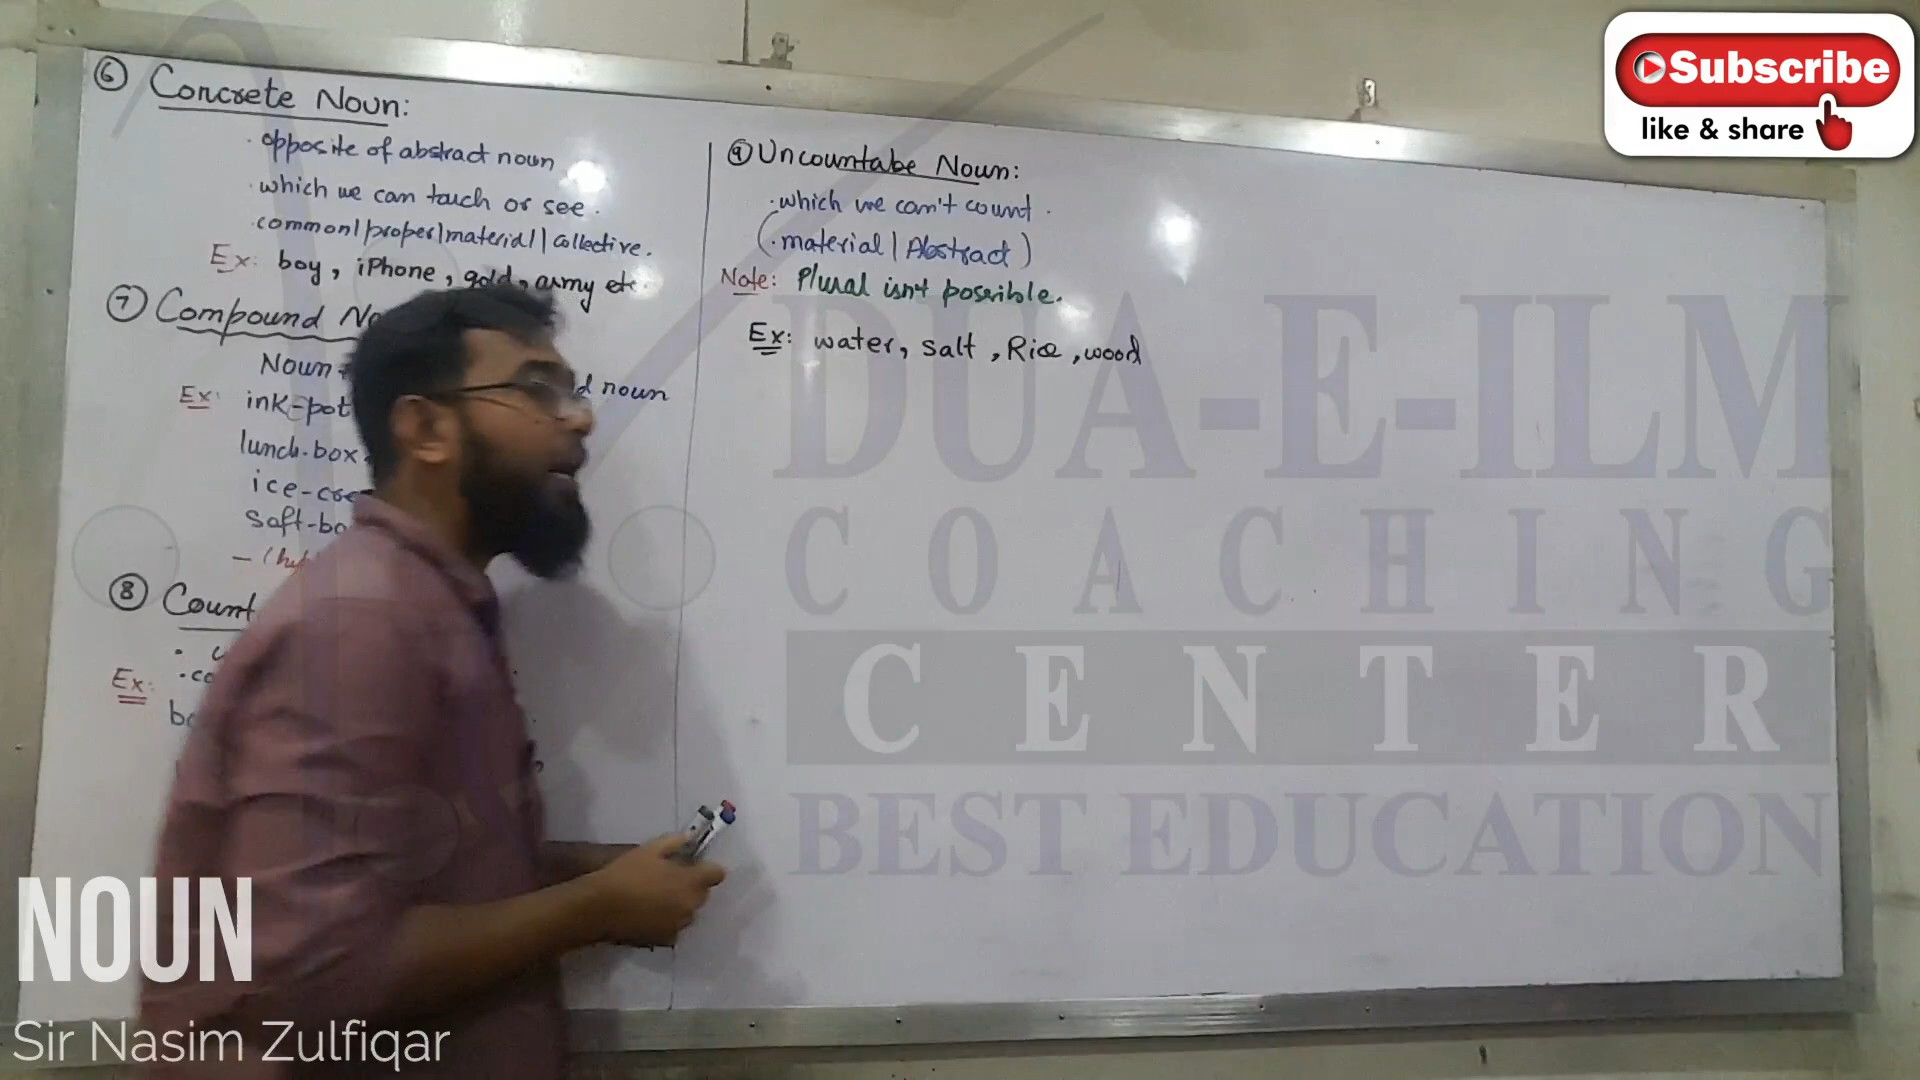 ⑥ Concrete Noun:
· opposite of abstract noun
· which we can touch or see.
· common/proper/material/collective.
Ex: boy, iPhone, gold, army etc.
⑦ Compound
Noun +
noun
Ex: ink-pot
lunch-box
ice-cre
Soft-ba
⑧ Count
Ex:
⑨ Uncountabe Noun:
· which we can't count.
(· material / Abstract)
Note: Plural isn't possible.
Ex: water, salt, Rice, wood
Subscribe
like & share
DUA-E-ILM
COACHING
CENTER
BEST EDUCATION
NOUN
Sir Nasim Zulfiqar